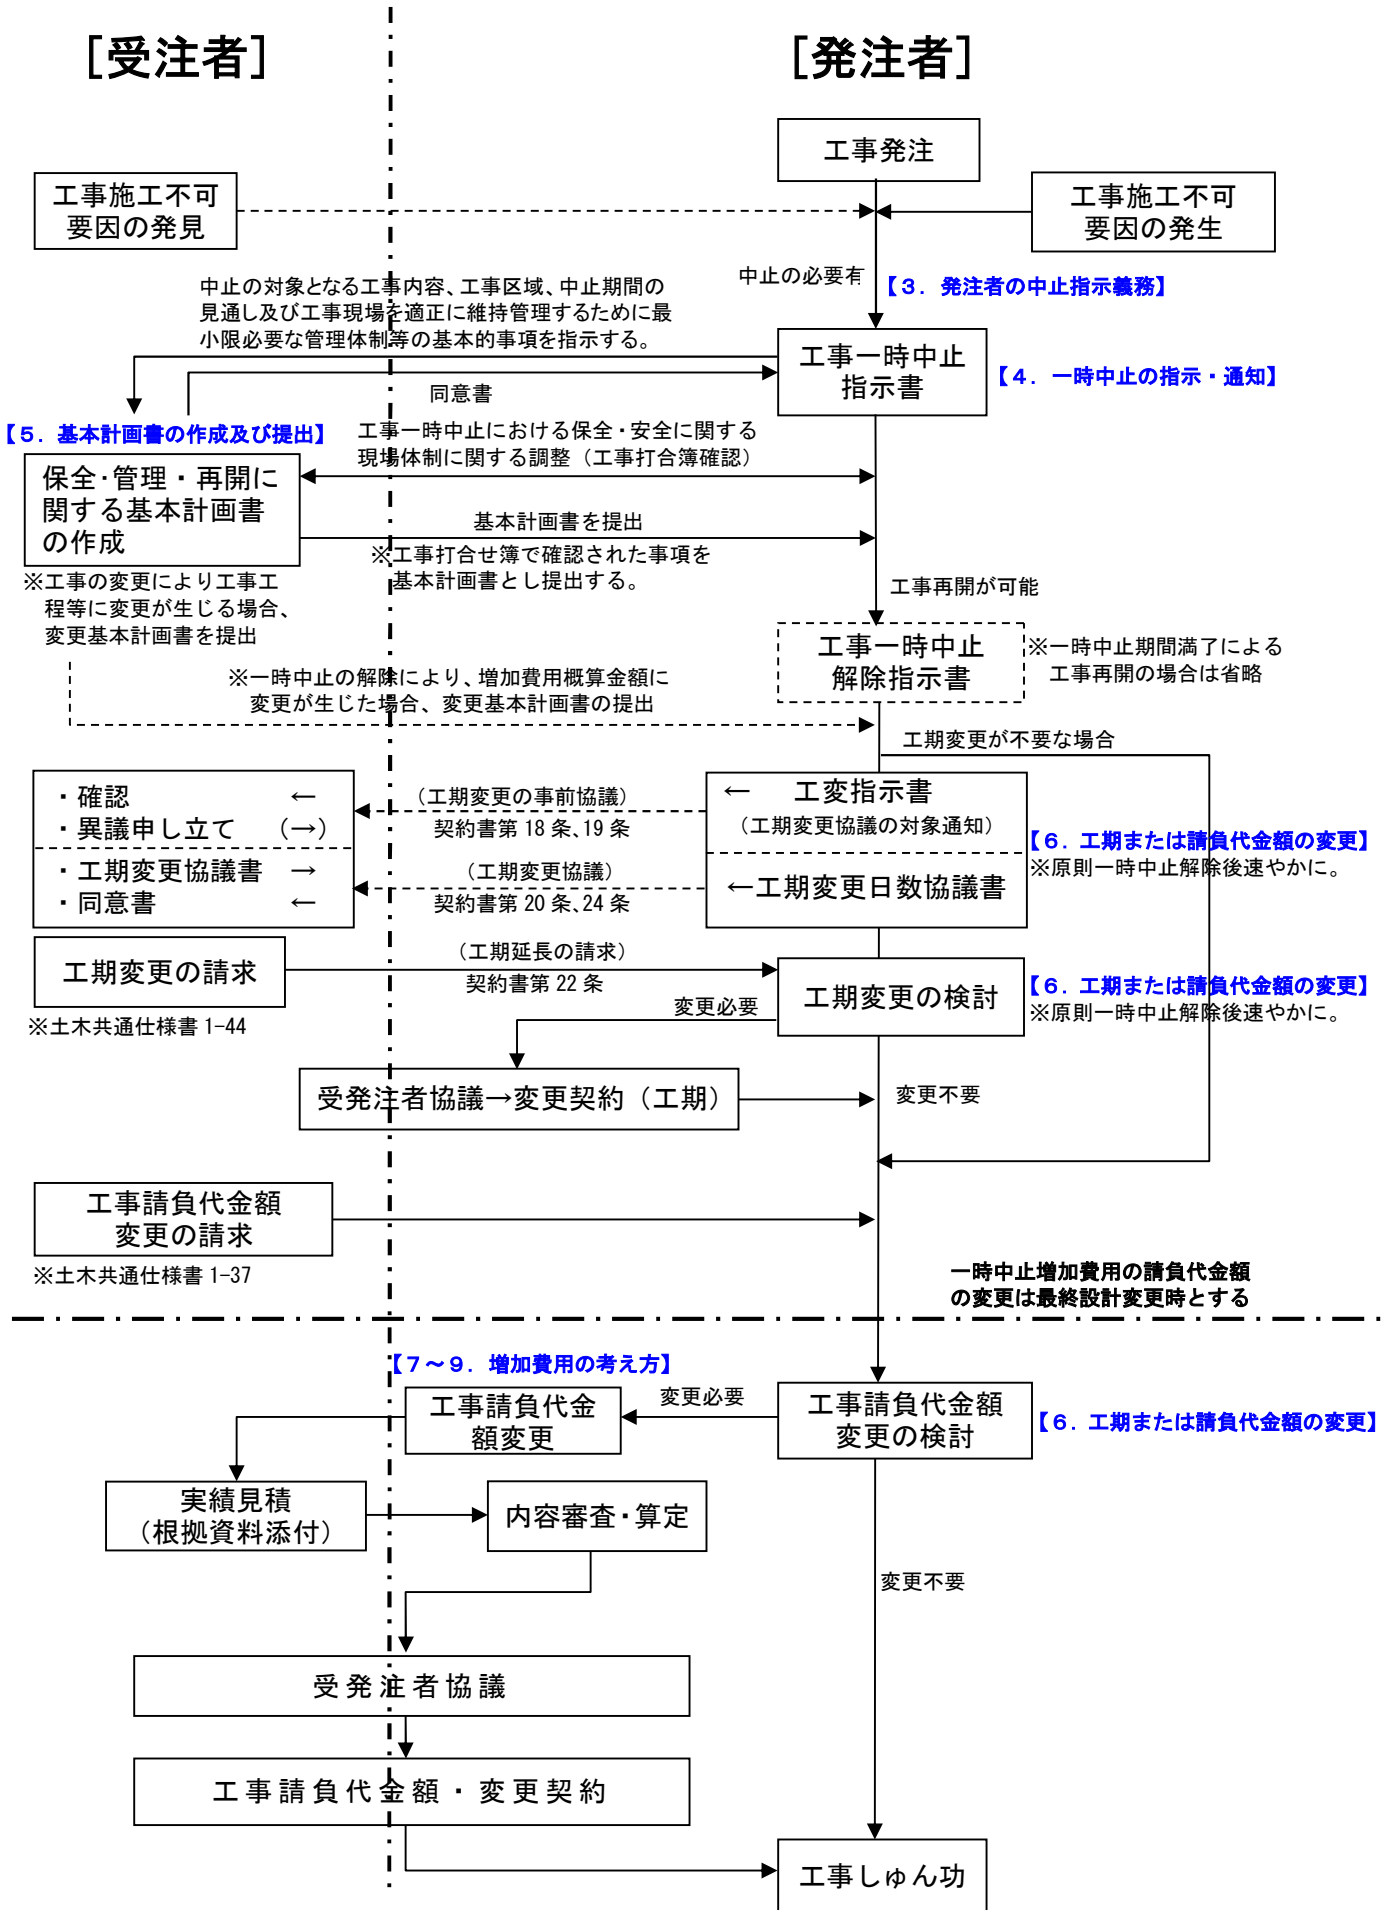 ［受注者］
［発注者］
工事発注
工事施工不可
要因の発見
工事施工不可
要因の発生
中止の必要有
【３．発注者の中止指示義務】
中止の対象となる工事内容、工事区域、中止期間の
見通し及び工事現場を適正に維持管理するために最
小限必要な管理体制等の基本的事項を指示する。
工事一時中止
指示書
【４．一時中止の指示・通知】
同意書
【５．基本計画書の作成及び提出】
工事一時中止における保全・安全に関する
現場体制に関する調整（工事打合簿確認）
保全・管理・再開に
関する基本計画書
の作成
基本計画書を提出
※工事打合せ簿で確認された事項を
基本計画書とし提出する。
※工事の変更により工事工
程等に変更が生じる場合、
変更基本計画書を提出
工事再開が可能
工事一時中止
解除指示書
※一時中止期間満了による
工事再開の場合は省略
※一時中止の解除により、増加費用概算金額に
変更が生じた場合、変更基本計画書の提出
工期変更が不要な場合
・確認 ←
・異議申し立て （→）
・工期変更協議書 →
・同意書 ←
（工期変更の事前協議）
契約書第 18 条、19 条
（工期変更協議）
契約書第 20 条、24 条
← 工変指示書
（工期変更協議の対象通知）
←工期変更日数協議書
【６．工期または請負代金額の変更】
※原則一時中止解除後速やかに。
工期変更の請求
※土木共通仕様書 1-44
（工期延長の請求）
契約書第 22 条
工期変更の検討
【６．工期または請負代金額の変更】
※原則一時中止解除後速やかに。
変更必要
受発注者協議→変更契約（工期）
変更不要
工事請負代金額
変更の請求
※土木共通仕様書 1-37
一時中止増加費用の請負代金額
の変更は最終設計変更時とする
【７～９．増加費用の考え方】
工事請負代金
額変更
変更必要
工事請負代金額
変更の検討
【６．工期または請負代金額の変更】
実績見積
（根拠資料添付）
内容審査・算定
変更不要
受発注者協議
工事請負代金額・変更契約
工事しゅん功